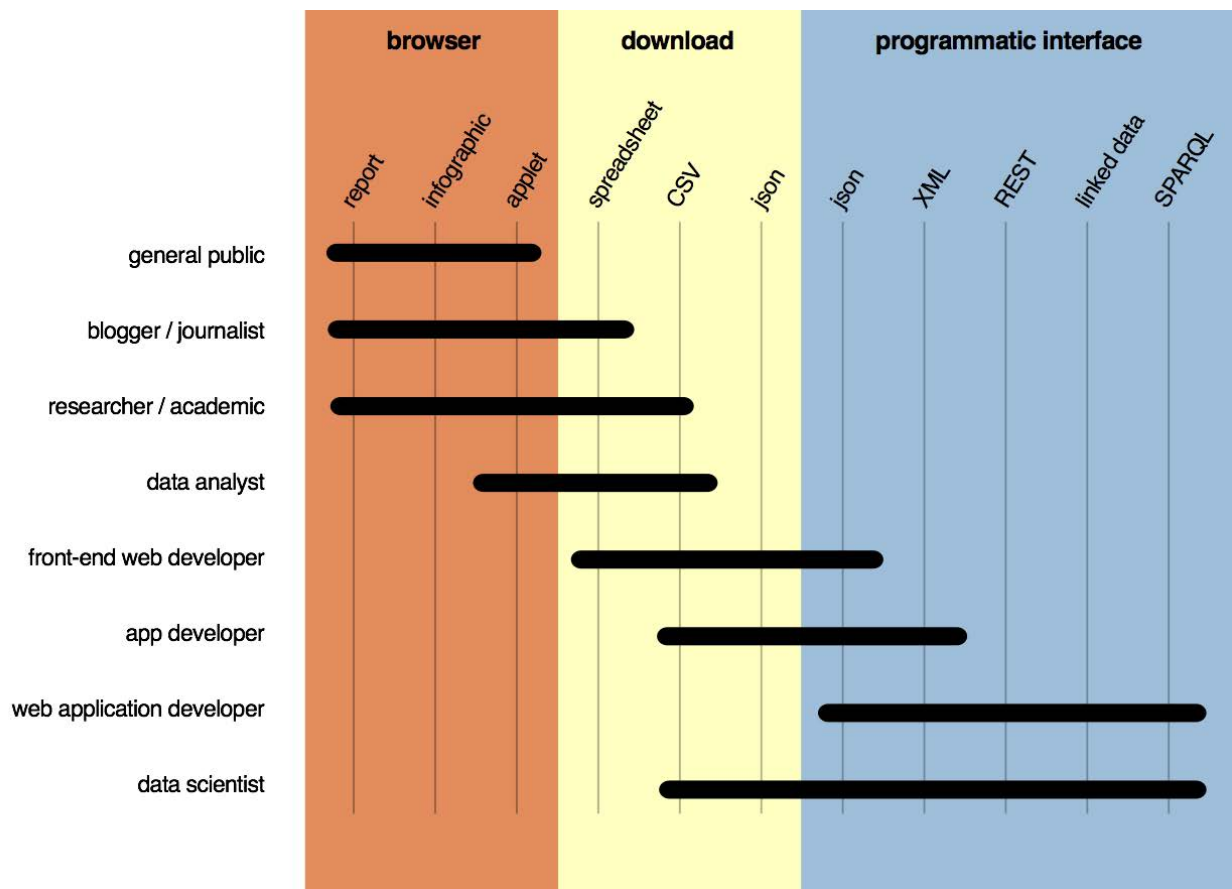 browser download programmatic interface
report infographic applet spreadsheet CSV json json XML REST linked data SPARQL
general public
blogger / journalist
researcher / academic
data analyst
front-end web developer
app developer
web application developer
data scientist